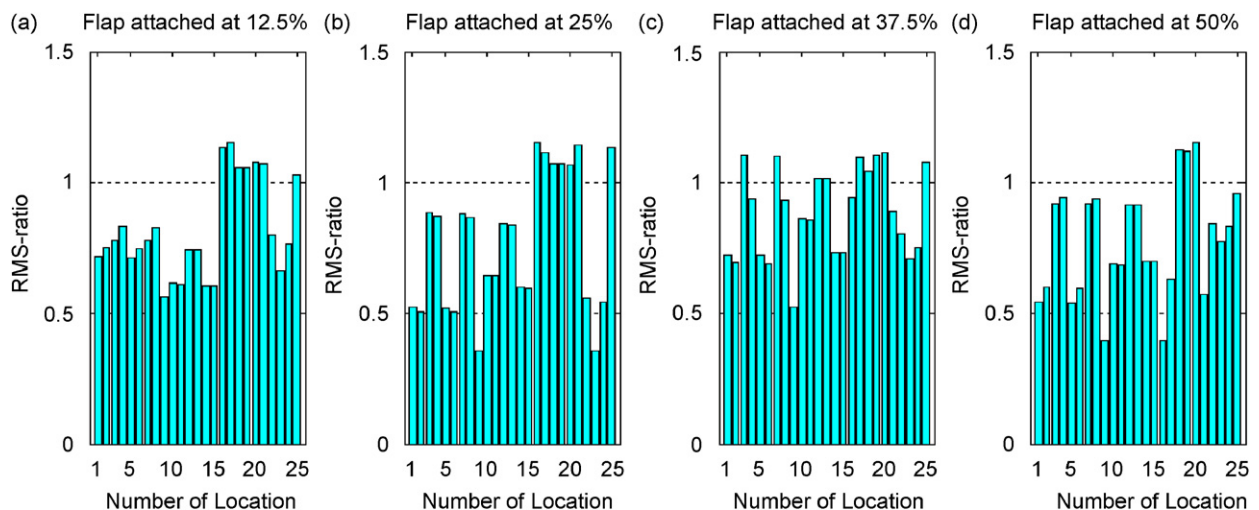 (a) Flap attached at 12.5%
1.5
1
0.5
0
RMS-ratio
1 5 10 15 20 25
Number of Location
(b) Flap attached at 25%
1.5
1
0.5
0
RMS-ratio
1 5 10 15 20 25
Number of Location
(c) Flap attached at 37.5%
1.5
1
0.5
0
RMS-ratio
1 5 10 15 20 25
Number of Location
(d) Flap attached at 50%
1.5
1
0.5
0
RMS-ratio
1 5 10 15 20 25
Number of Location